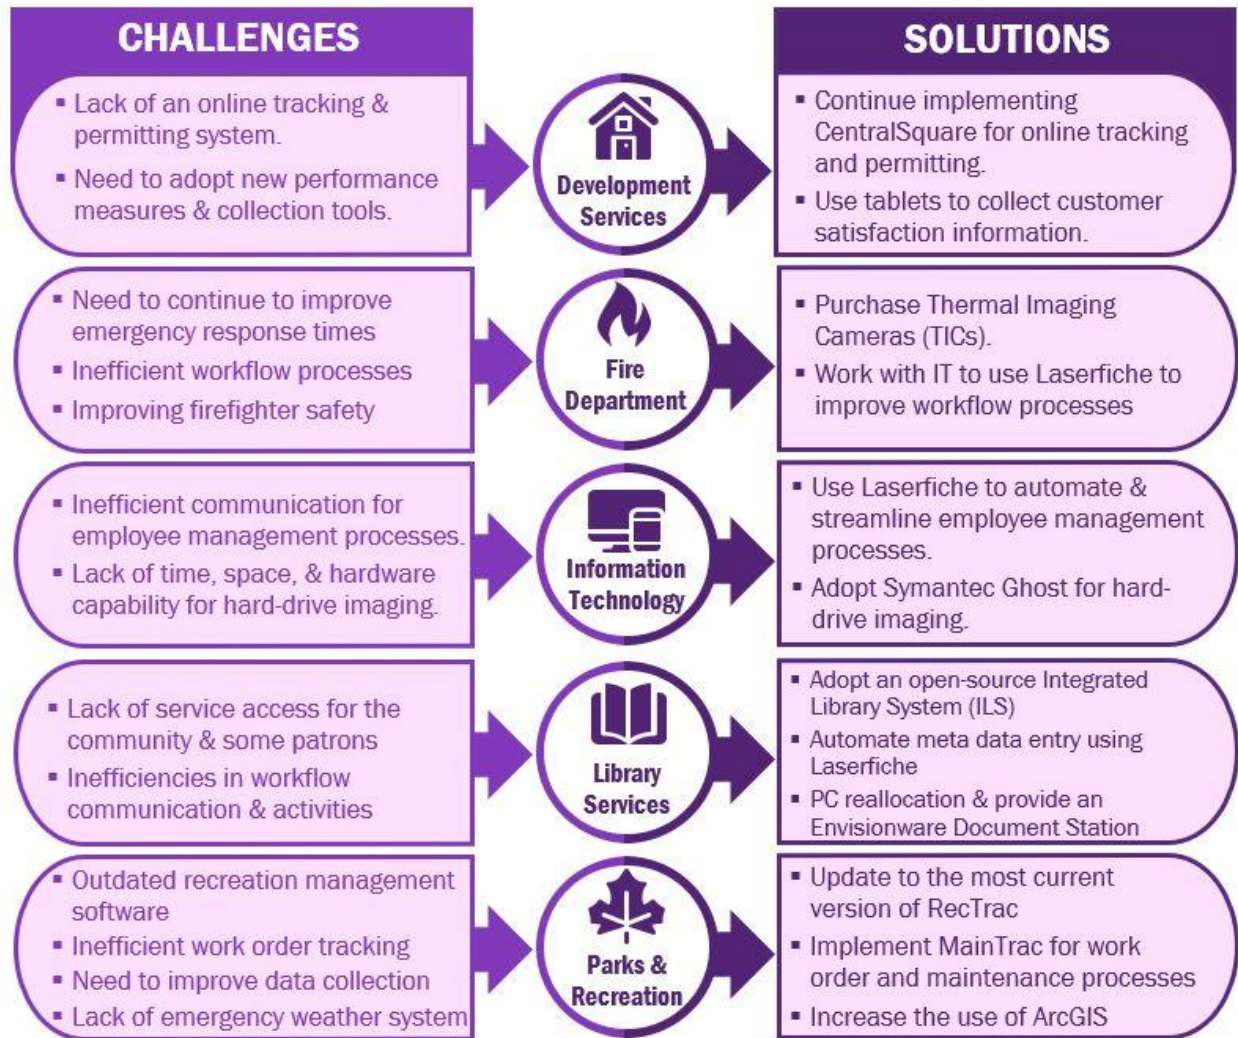 CHALLENGES
SOLUTIONS
▪ Lack of an online tracking &
permitting system.
▪ Need to adopt new performance
measures & collection tools.
Development
Services
▪ Continue implementing
CentralSquare for online tracking
and permitting.
▪ Use tablets to collect customer
satisfaction information.
▪ Need to continue to improve
emergency response times
▪ Inefficient workflow processes
▪ Improving firefighter safety
Fire
Department
▪ Purchase Thermal Imaging
Cameras (TICs).
▪ Work with IT to use Laserfiche to
improve workflow processes
▪ Inefficient communication for
employee management processes.
▪ Lack of time, space, & hardware
capability for hard-drive imaging.
Information
Technology
▪ Use Laserfiche to automate &
streamline employee management
processes.
▪ Adopt Symantec Ghost for hard-
drive imaging.
▪ Lack of service access for the
community & some patrons
▪ Inefficiencies in workflow
communication & activities
Library
Services
▪ Adopt an open-source Integrated
Library System (ILS)
▪ Automate meta data entry using
Laserfiche
▪ PC reallocation & provide an
Envisionware Document Station
▪ Outdated recreation management
software
▪ Inefficient work order tracking
▪ Need to improve data collection
▪ Lack of emergency weather system
Parks &
Recreation
▪ Update to the most current
version of RecTrac
▪ Implement MainTrac for work
order and maintenance processes
▪ Increase the use of ArcGIS